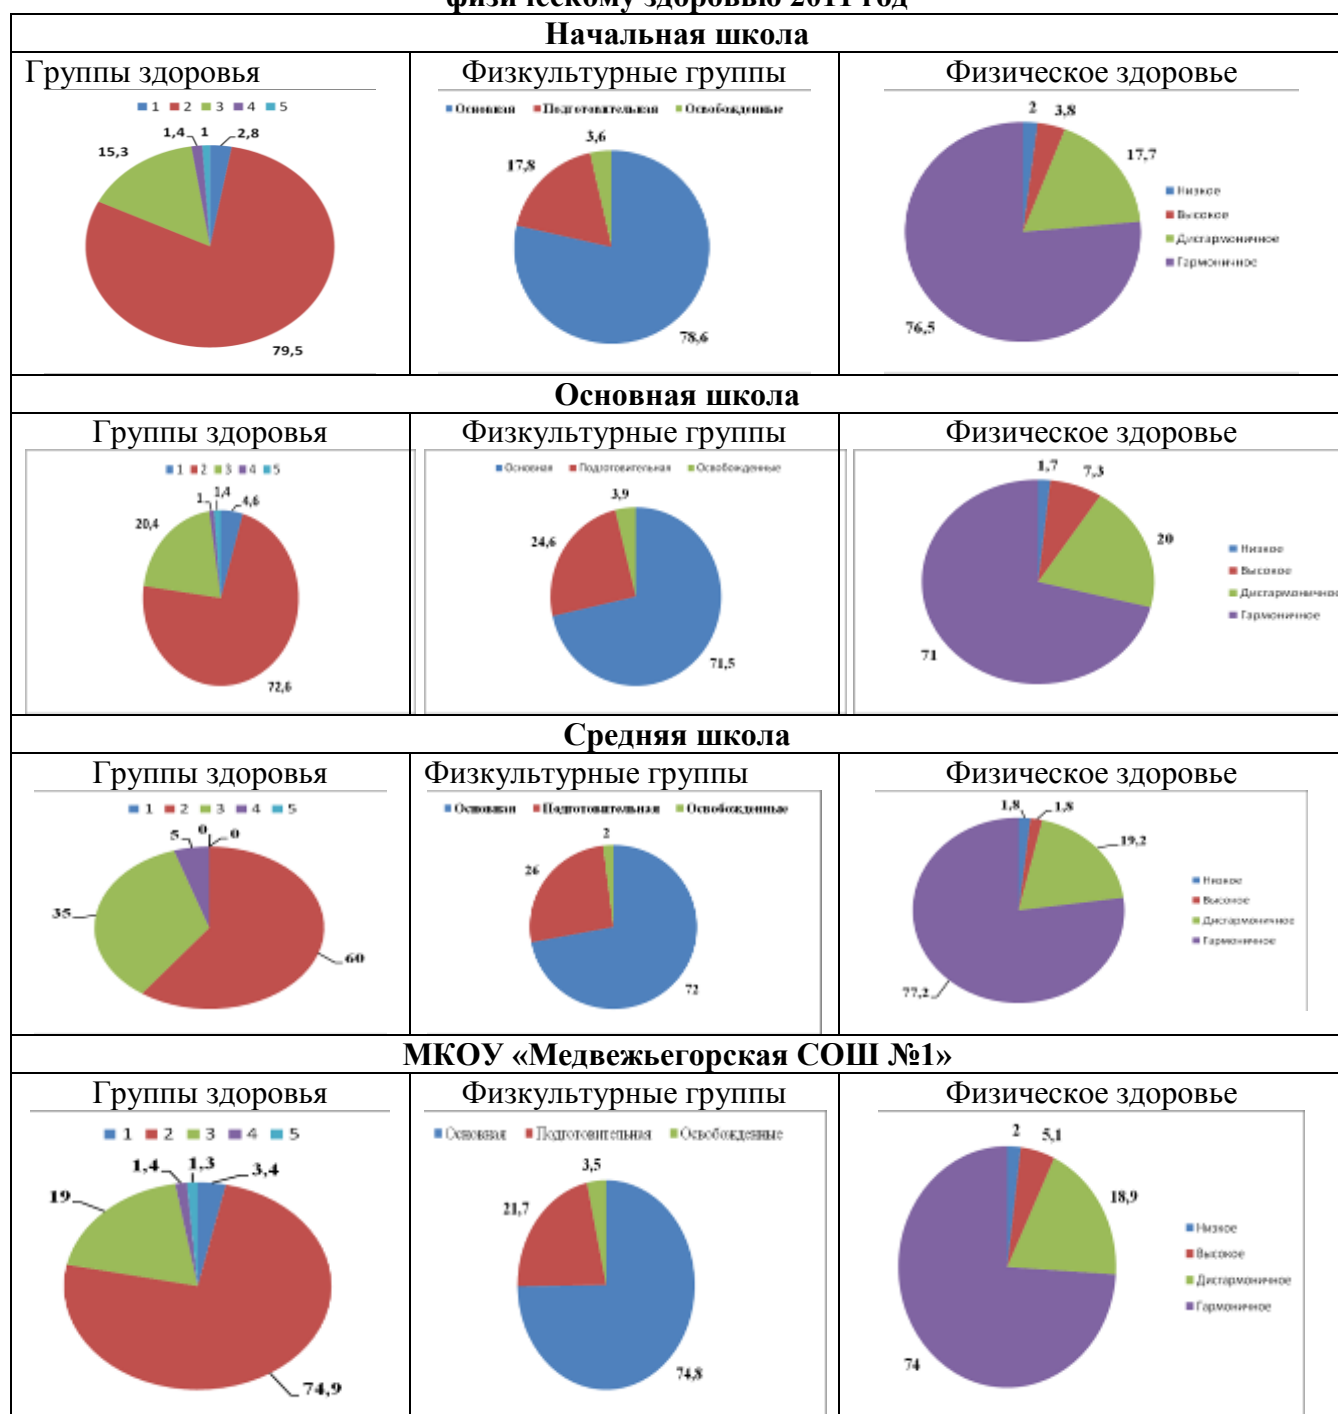 физическому здоровью 2011 год
Начальная школа
Группы здоровья
1 2 3 4 5
1,4 1 2,8
15,3
79,5
Физкультурные группы
Основная Подготовительная Освобожденные
3,6
17,8
78,6
Физическое здоровье
2 3,8
17,7
Низкое
Высокое
Дисгармоничное
Гармоничное
76,5
Основная школа
Группы здоровья
1 2 3 4 5
1 1,4 4,6
20,4
72,6
Физкультурные группы
Основная Подготовительная Освобожденные
3,9
24,6
71,5
Физическое здоровье
1,7 7,3
20
Низкое
Высокое
Дисгармоничное
Гармоничное
71
Средняя школа
Группы здоровья
1 2 3 4 5
5 0 0
35
60
Физкультурные группы
Основная Подготовительная Освобожденные
2
26
72
Физическое здоровье
1,8 1,8
19,2
Низкое
Высокое
Дисгармоничное
Гармоничное
77,2
МКОУ «Медвежьегорская СОШ №1»
Группы здоровья
1 2 3 4 5
1,4 1,3 3,4
19
74,9
Физкультурные группы
Основная Подготовительная Освобожденные
3,5
21,7
74,8
Физическое здоровье
2 5,1
18,9
Низкое
Высокое
Дисгармоничное
Гармоничное
74